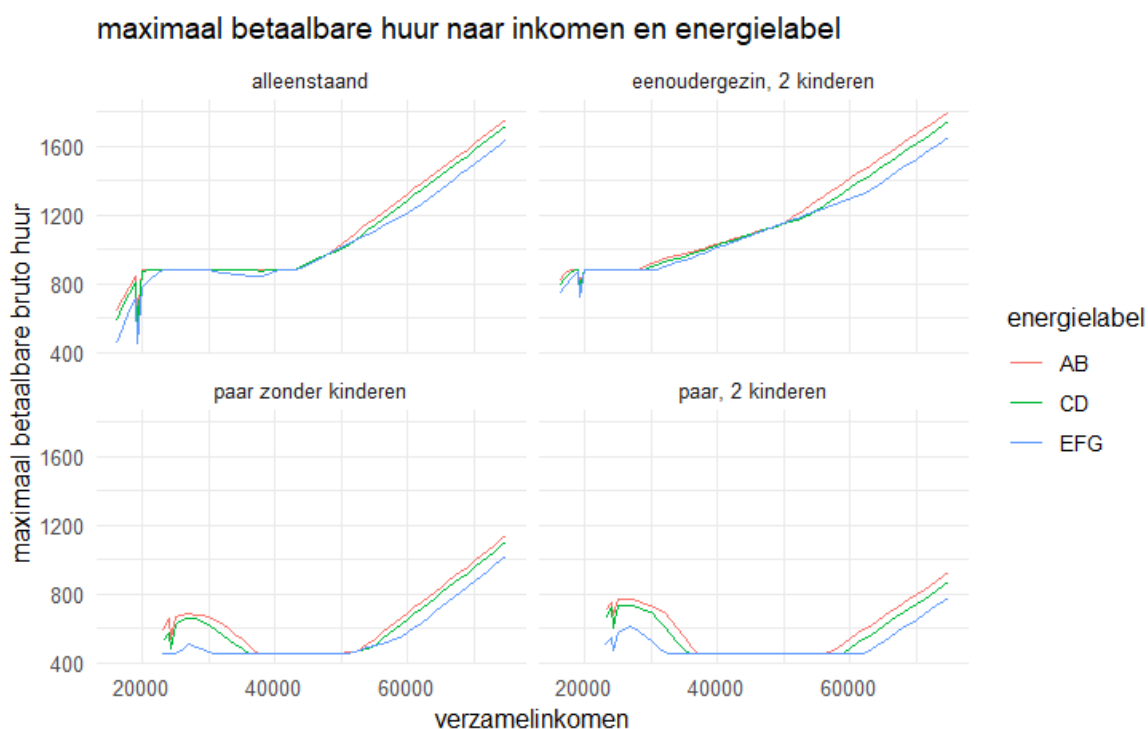 maximaal betaalbare huur naar inkomen en energielabel
alleenstaand
eenoudergezin, 2 kinderen
1600
1200
800
400
paar zonder kinderen
paar, 2 kinderen
1600
1200
800
400
20000 40000 60000
20000 40000 60000
verzamelinkomen
maximaal betaalbare bruto huur
energielabel
AB
CD
EFG